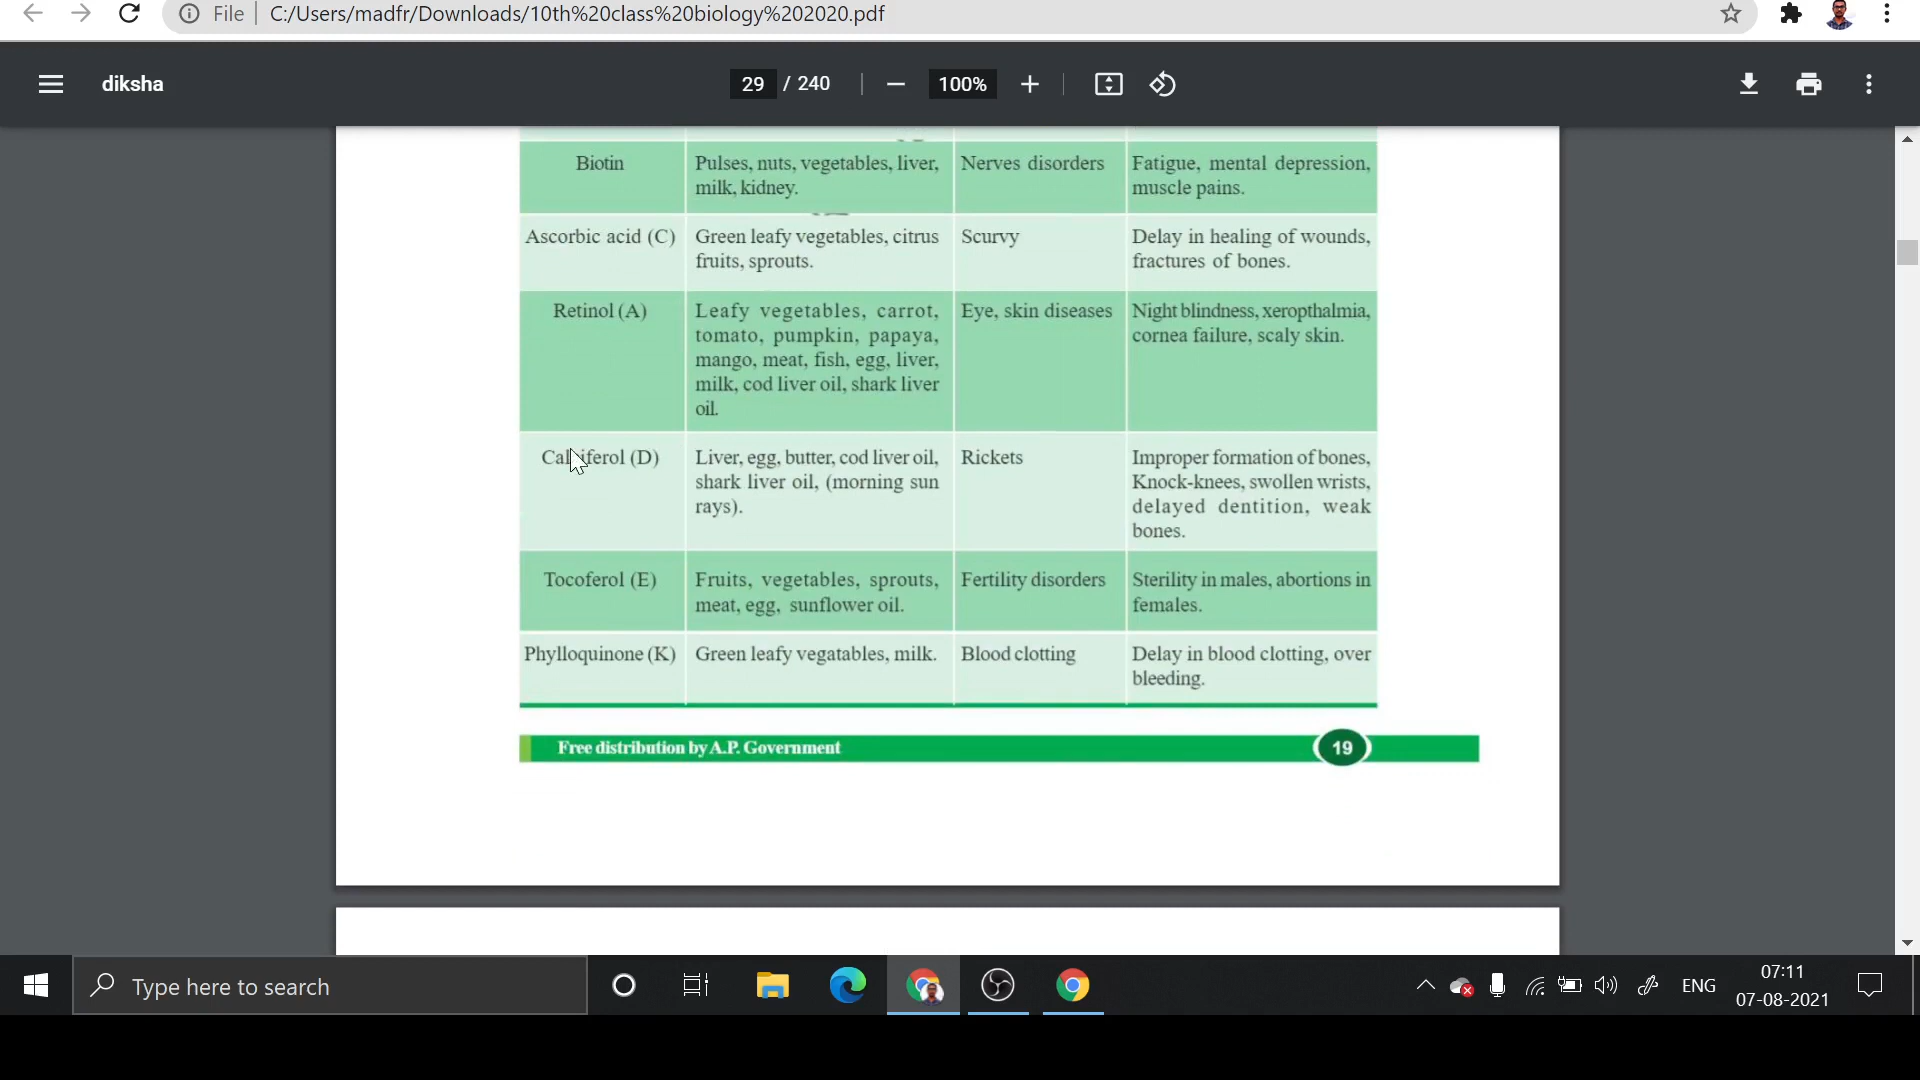 File
C:/Users/madfr/Downloads/10th%20class%20biology%202020.pdf
diksha
29 / 240
100%
Biotin
Pulses, nuts, vegetables, liver,
milk, kidney.
Nerves disorders
Fatigue, mental depression,
muscle pains.
Ascorbic acid (C)
Green leafy vegetables, citrus
fruits, sprouts.
Scurvy
Delay in healing of wounds,
fractures of bones.
Retinol (A)
Leafy vegetables, carrot,
tomato, pumpkin, papaya,
mango, meat, fish, egg, liver,
milk, cod liver oil, shark liver
oil.
Eye, skin diseases
Night blindness, xeropthalmia,
cornea failure, scaly skin.
(D)
Liver, egg, butter, cod liver oil,
shark liver oil, (morning sun
rays).
Rickets
Improper formation of bones,
Knock-knees, swollen wrists,
delayed dentition, weak
bones.
Tocoferol (E)
Fruits, vegetables, sprouts,
meat, egg, sunflower oil.
Fertility disorders
Sterility in males, abortions in
females.
Phylloquinone (K)
Green leafy vegatables, milk.
Blood clotting
Delay in blood clotting, over
bleeding.
Free distribution by A.P. Government
19
Type here to search
ENG
07:11
07-08-2021